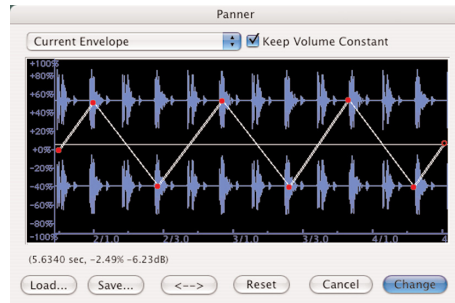 Panner
Current Envelope
Keep Volume Constant
+100%
+80%
+60%
+40%
+20%
+0%
-20%
-40%
-60%
-80%
-100%
2/1.0 2/3.0 3/1.0 3/3.0 4/1.0 4
(5.6340 sec, -2.49% -6.23dB)
Load... Save... <--> Reset Cancel Change